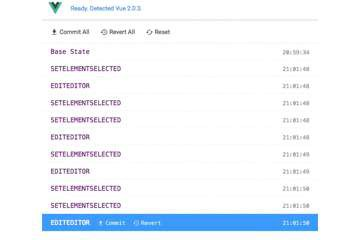 Ready. Detected Vue 2.0.3.
Commit All Revert All Reset
Base State 20:59:34
SETELEMENTSELECTED 21:01:48
EDITEDITOR 21:01:48
SETELEMENTSELECTED 21:01:48
SETELEMENTSELECTED 21:01:48
EDITEDITOR 21:01:48
SETELEMENTSELECTED 21:01:49
EDITEDITOR 21:01:49
SETELEMENTSELECTED 21:01:50
SETELEMENTSELECTED 21:01:50
EDITEDITOR Commit Revert 21:01:50